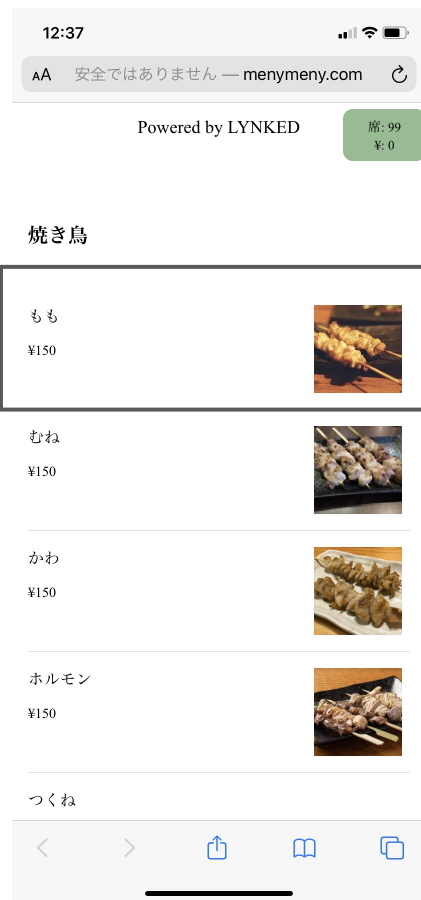 12:37
AA 安全ではありません — menymeny.com
Powered by LYNKED
席: 99
¥: 0
焼き鳥
もも
¥150
むね
¥150
かわ
¥150
ホルモン
¥150
つくね